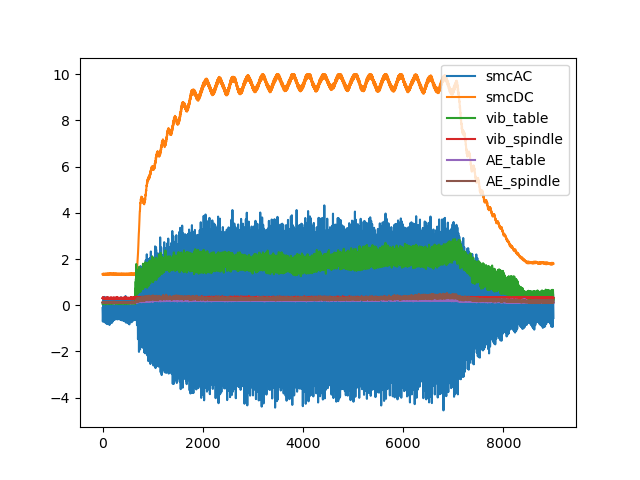 10
8
6
4
2
0
−2
−4
0
2000
4000
6000
8000
smcAC
smcDC
vib_table
vib_spindle
AE_table
AE_spindle